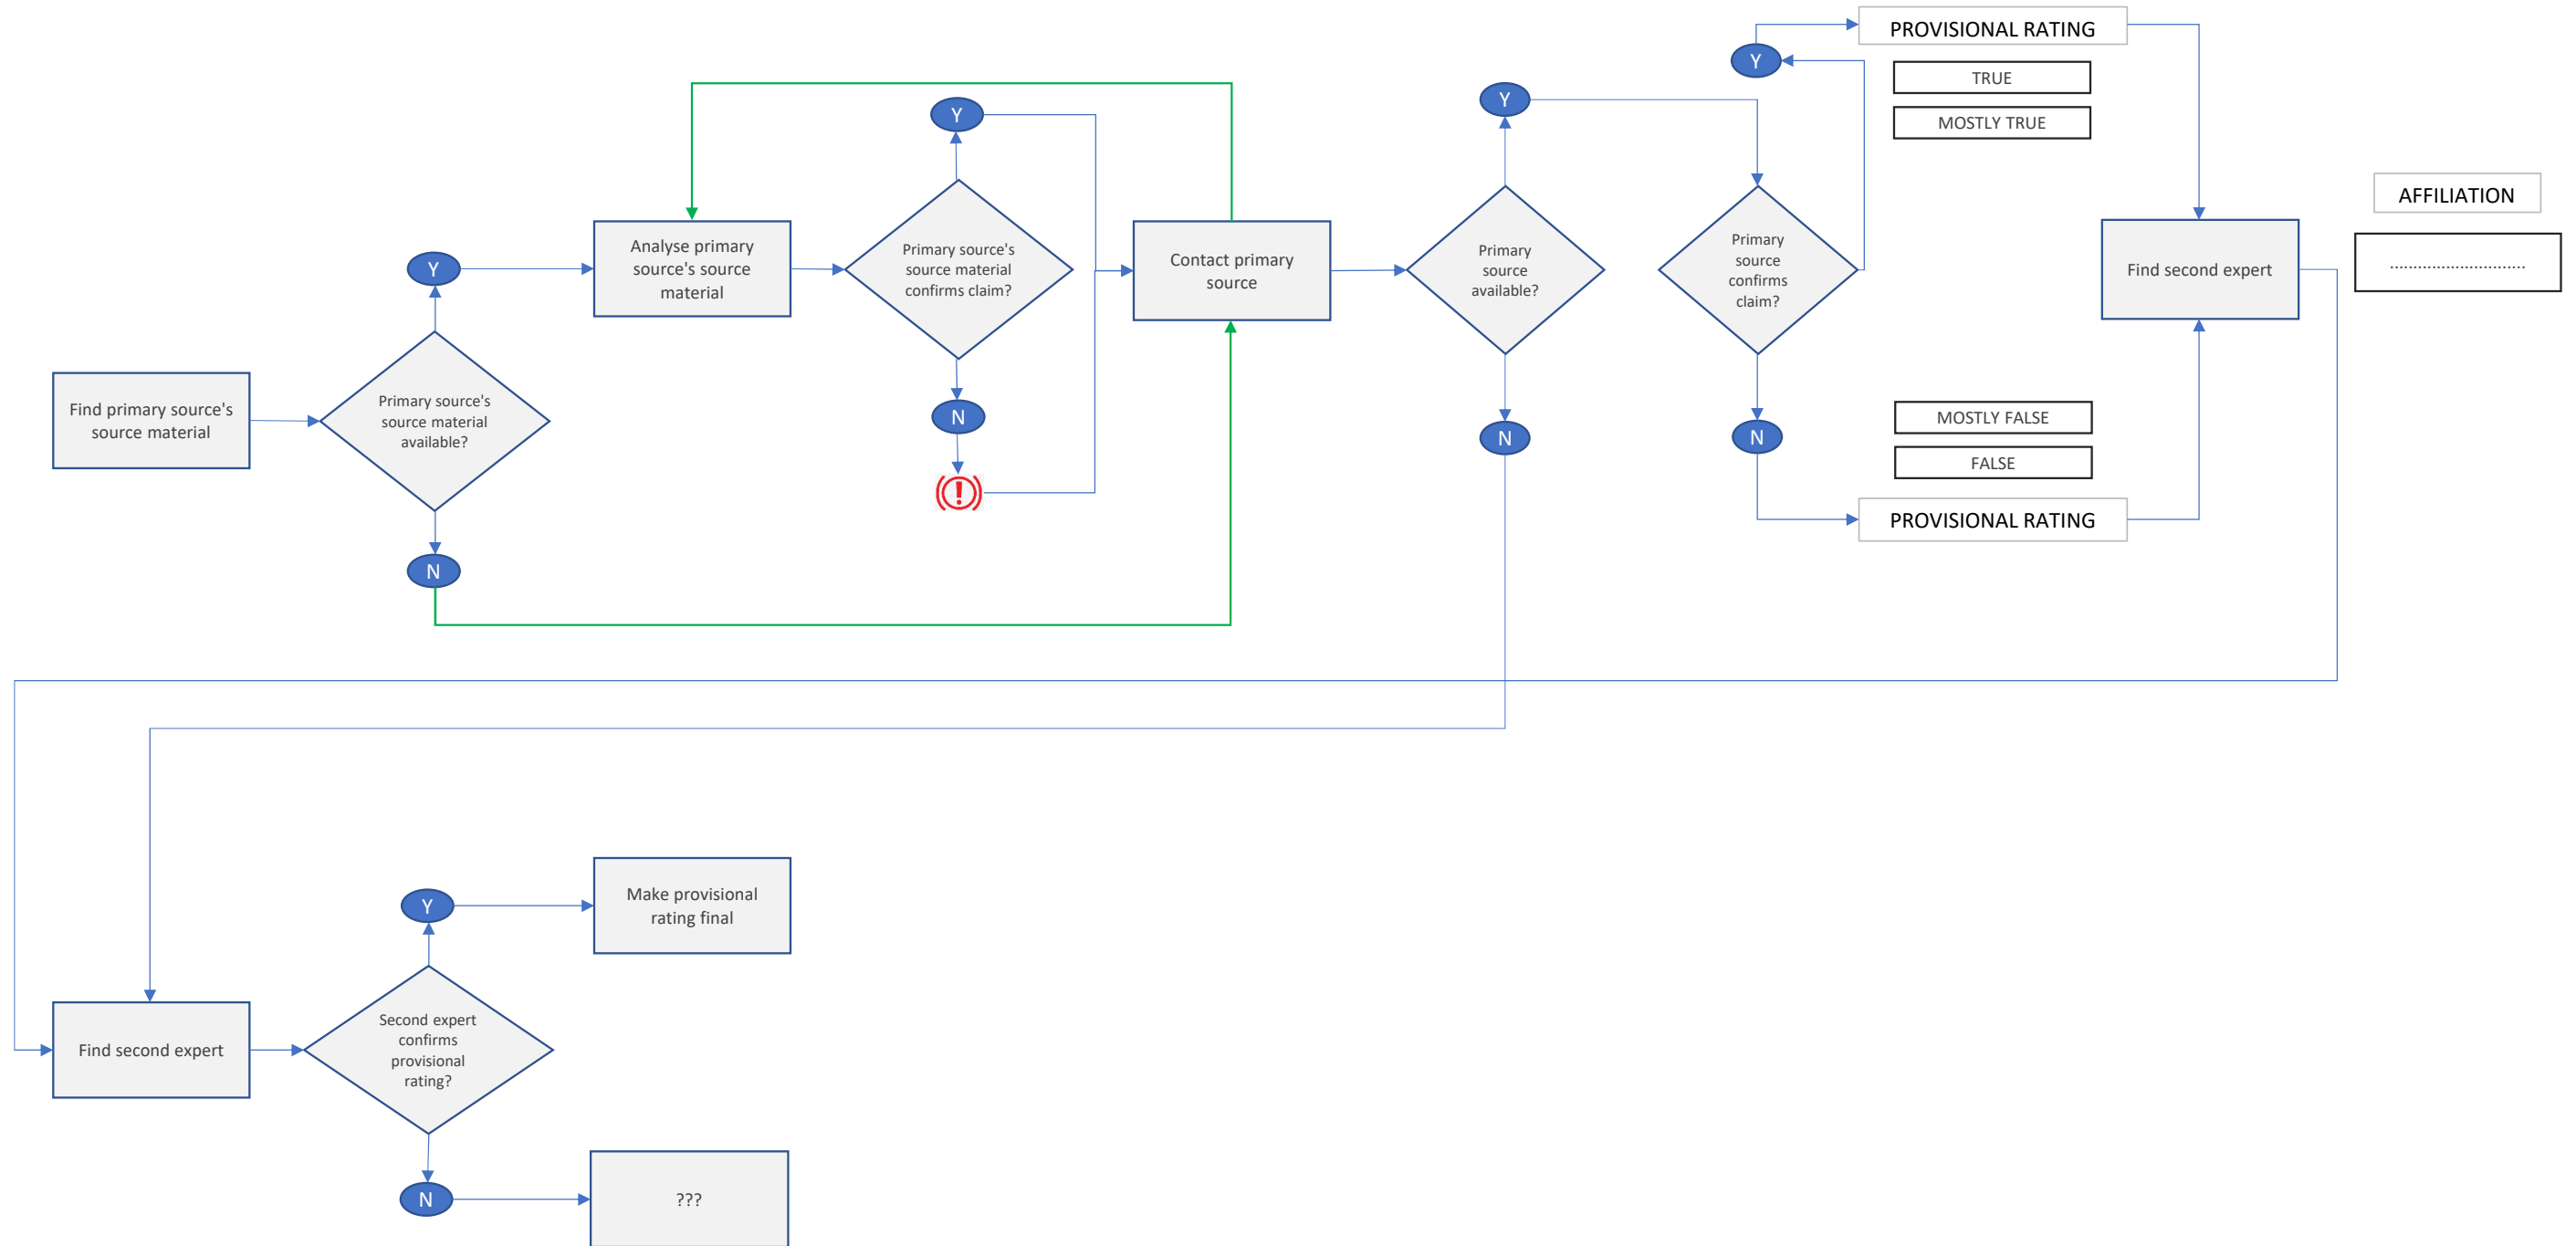 Find primary source's
source material
Primary source's
source material
available?
Y
N
Analyse primary
source's source
material
Primary source's
source material
confirms claim?
Y
N
!
Contact primary
source
Primary
source
available?
Y
N
Primary
source
confirms
claim?
Y
N
PROVISIONAL RATING
TRUE
MOSTLY TRUE
MOSTLY FALSE
FALSE
PROVISIONAL RATING
Find second expert
AFFILIATION
.............................
Find second expert
Second expert
confirms
provisional
rating?
Y
N
Make provisional
rating final
???